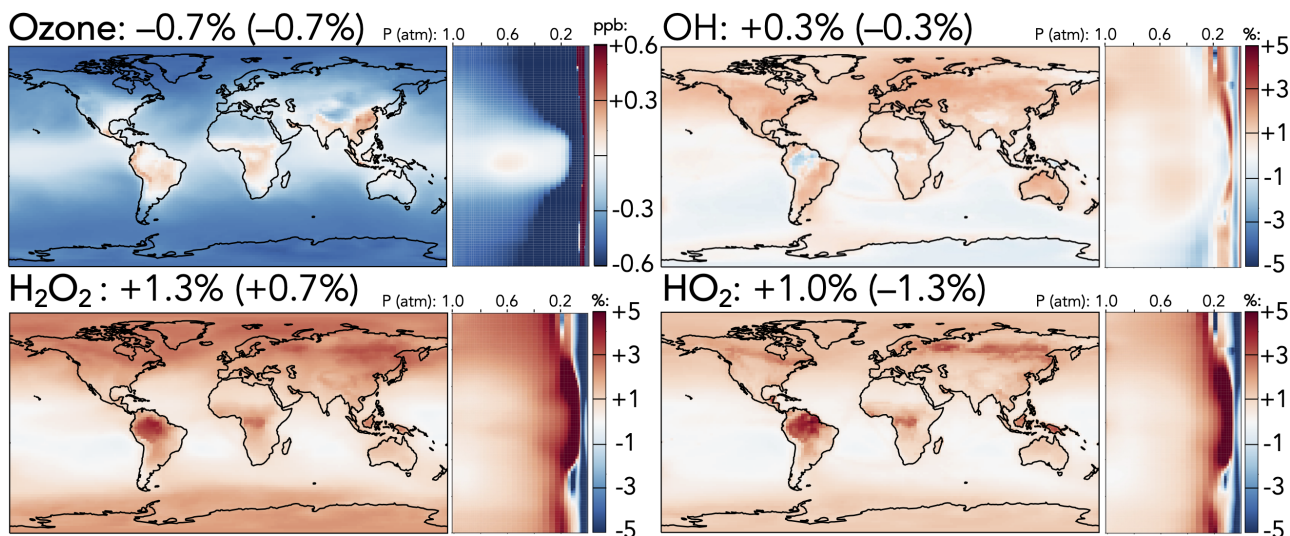 Ozone: –0.7% (–0.7%)
P (atm): 1.0 0.6 0.2
ppb:
+0.6
+0.3
-0.3
-0.6
OH: +0.3% (–0.3%)
P (atm): 1.0 0.6 0.2
%:
+5
+3
+1
-1
-3
-5
H₂O₂ : +1.3% (+0.7%)
P (atm): 1.0 0.6 0.2
%:
+5
+3
+1
-1
-3
-5
HO₂: +1.0% (–1.3%)
P (atm): 1.0 0.6 0.2
%:
+5
+3
+1
-1
-3
-5